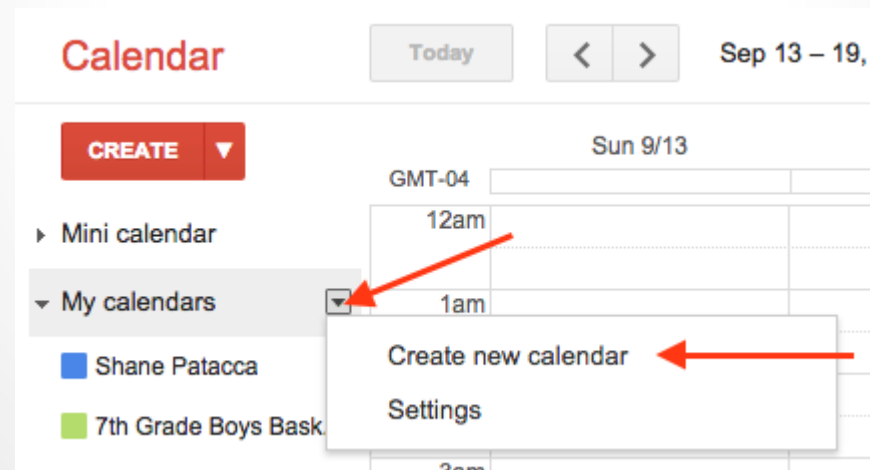 Calendar
Today
Sep 13 – 19,
CREATE
Sun 9/13
GMT-04
Mini calendar
12am
My calendars
1am
Create new calendar
Shane Patacca
Settings
7th Grade Boys Bask.
3am